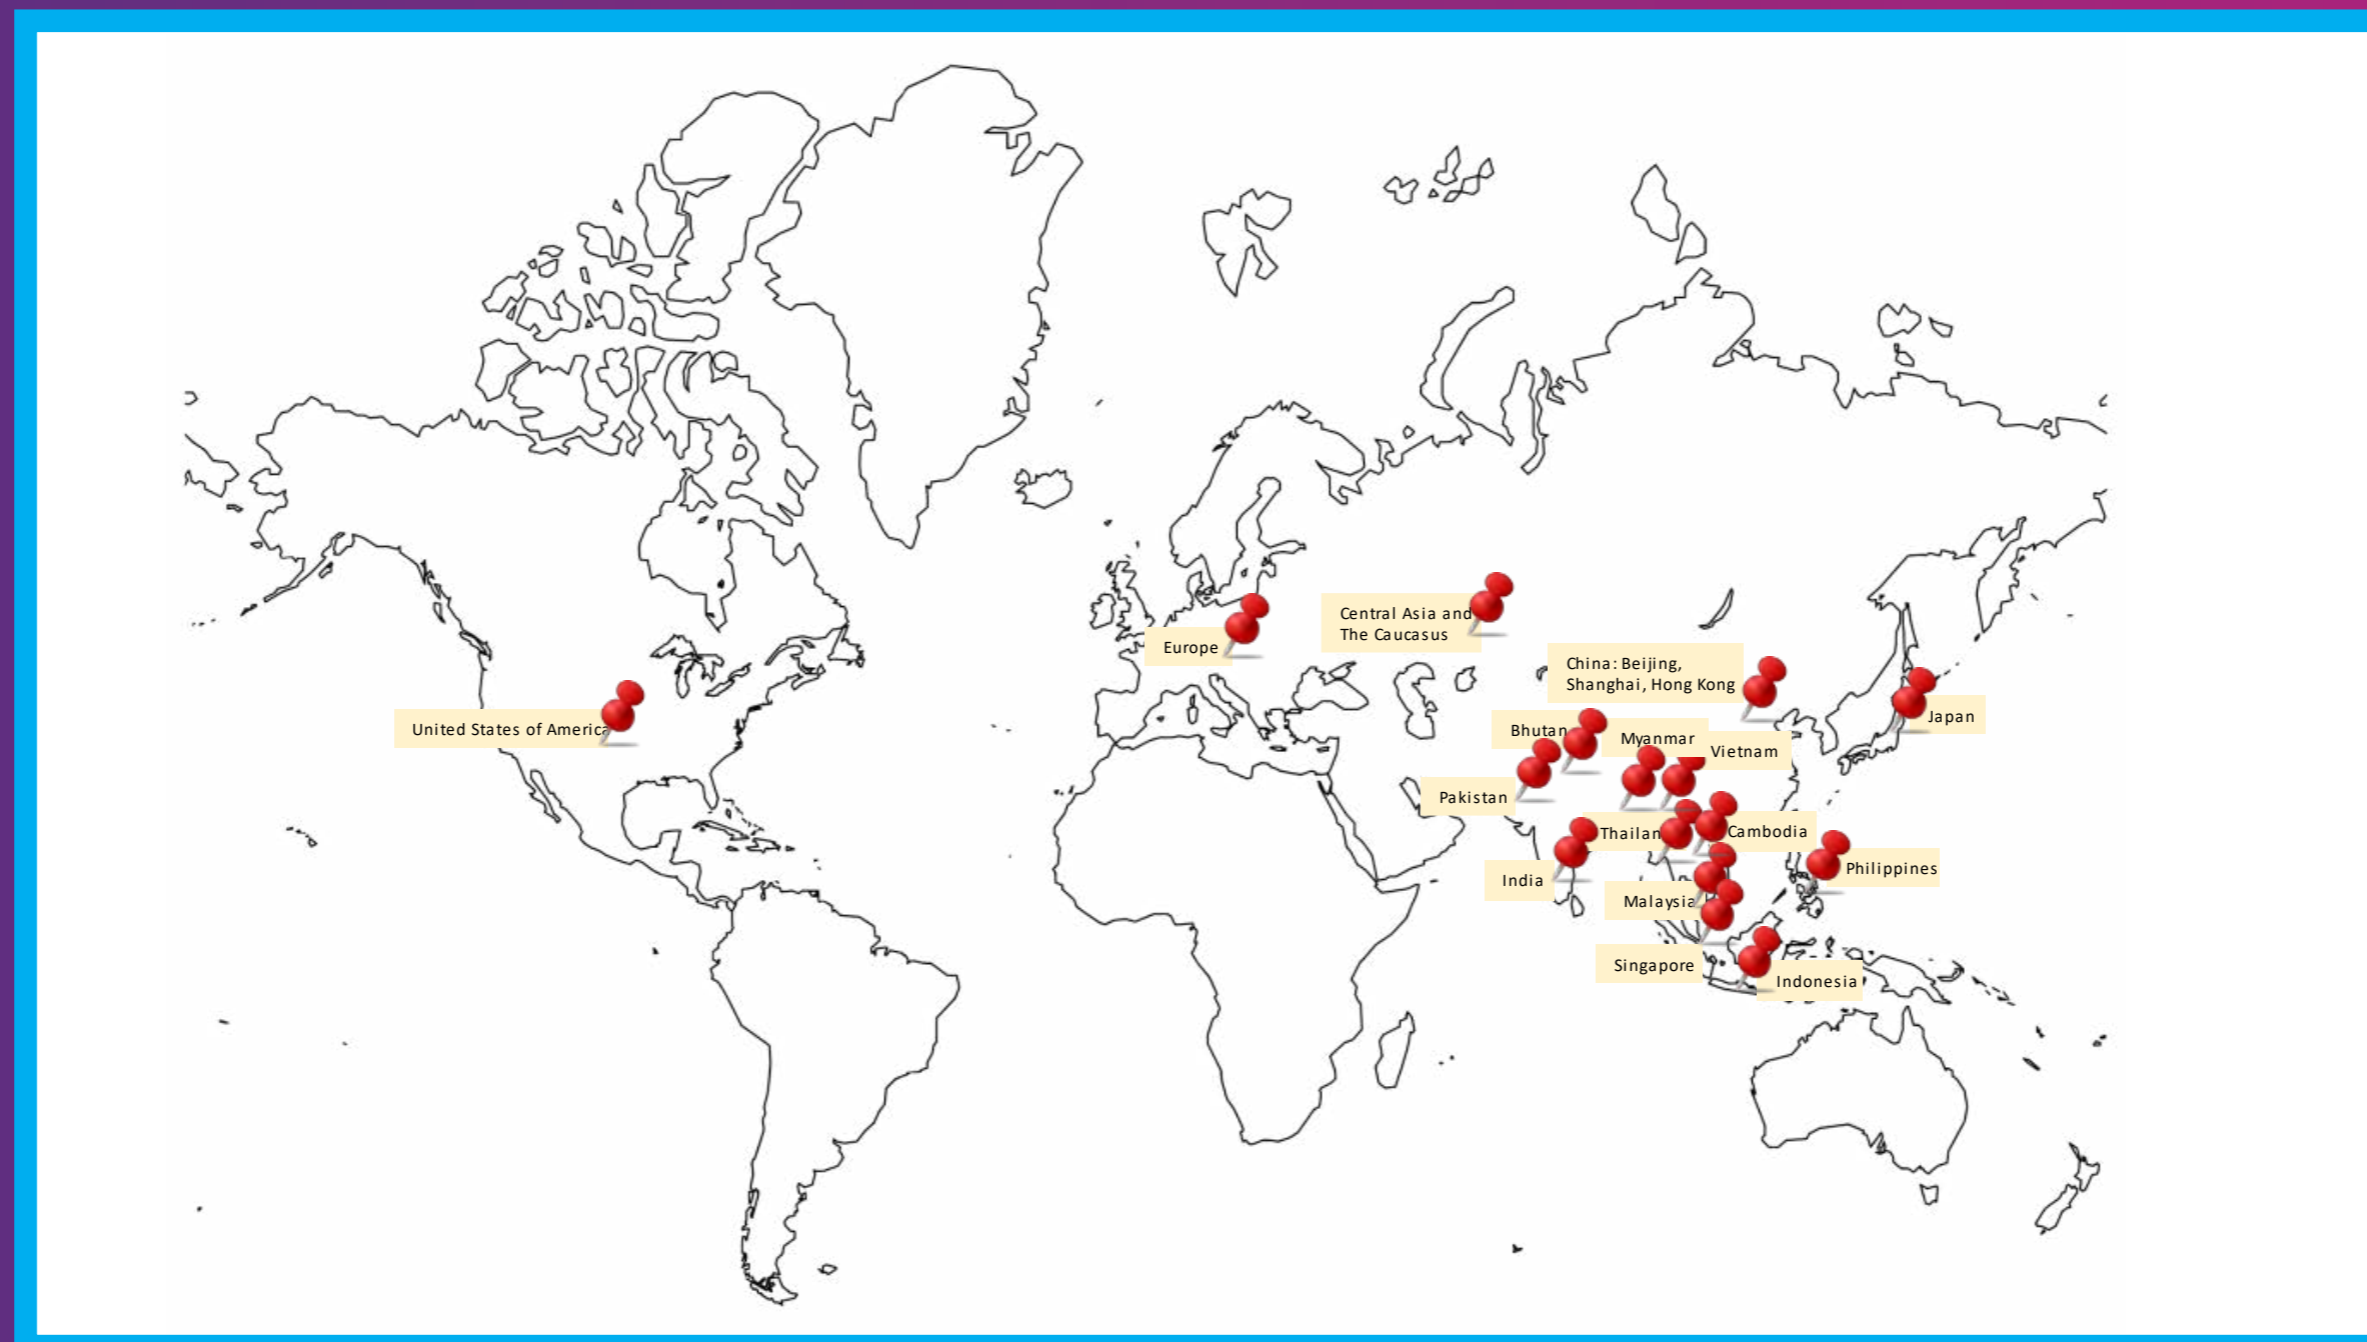 Central Asia and
The Caucasus
Europe
China: Beijing,
Shanghai, Hong Kong
United States of America
Japan
Bhutan
Myanmar
Vietnam
Pakistan
Thailan
Cambodia
Philippines
India
Malaysia
Singapore
Indonesia